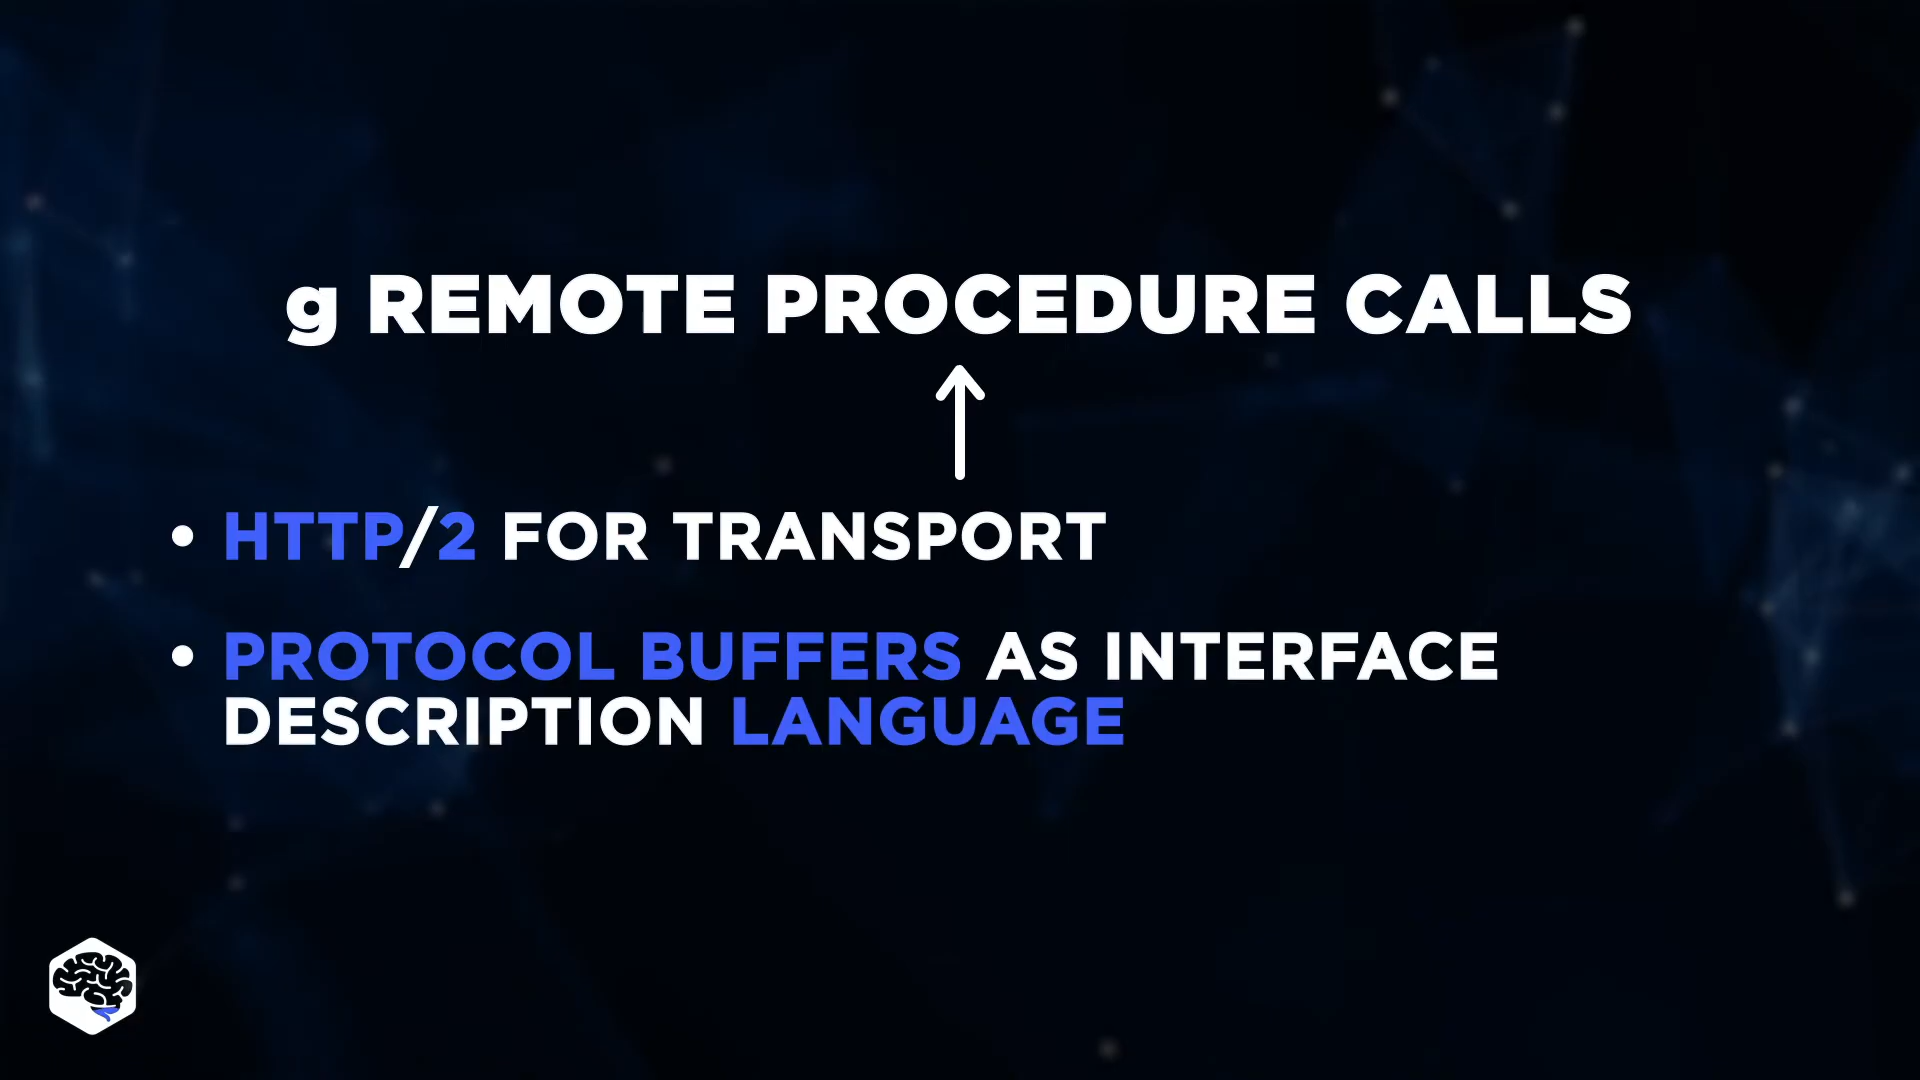 g REMOTE PROCEDURE CALLS
• HTTP/2 FOR TRANSPORT
• PROTOCOL BUFFERS AS INTERFACE
DESCRIPTION LANGUAGE